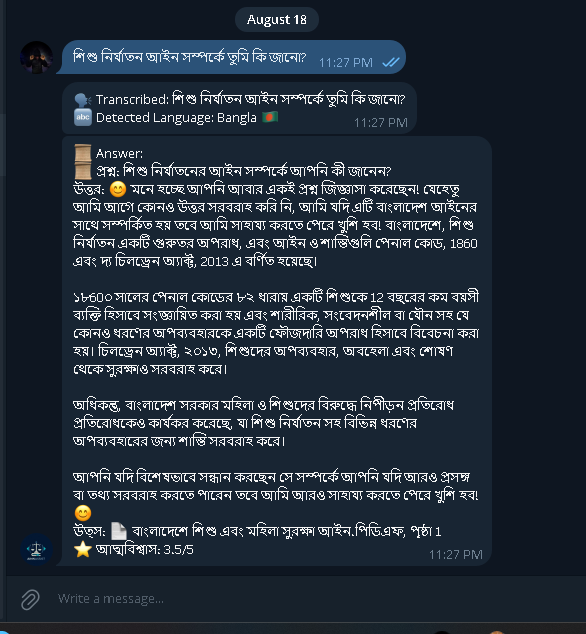 August 18
শিশু নির্যাতন আইন সম্পর্কে তুমি কি জানো? 11:27 PM
🗣️ Transcribed: শিশু নির্যাতন আইন সম্পর্কে তুমি কি জানো?
🔤 Detected Language: Bangla 🇧🇩
11:27 PM
📜 Answer:
📜 প্রশ্ন: শিশু নির্যাতনের আইন সম্পর্কে আপনি কী জানেন?
উত্তর: 😊 মনে হচ্ছে আপনি আবার একই প্রশ্ন জিজ্ঞাসা করেছেন! যেহেতু
আমি আগে কোনও উত্তর সরবরাহ করি নি, আমি যদি এটি বাংলাদেশ আইনের
সাথে সম্পর্কিত হয় তবে আমি সাহায্য করতে পেরে খুশি হব! বাংলাদেশে, শিশু
নির্যাতন একটি গুরুতর অপরাধ, এবং আইন ও শাস্তিগুলি পেনাল কোড, 1860
এবং দ্য চিলড্রেন অ্যাক্ট, 2013 এ বর্ণিত হয়েছে।
১৮600 সালের পেনাল কোডের ৮২ ধারায় একটি শিশুকে 12 বছরের কম বয়সী
ব্যক্তি হিসাবে সংজ্ঞায়িত করা হয় এবং শারীরিক, সংবেদনশীল বা যৌন সহ যে
কোনও ধরণের অপব্যবহারকে একটি ফৌজদারি অপরাধ হিসাবে বিবেচনা করা
হয়। চিলড্রেন অ্যাক্ট, ২০১৩, শিশুদের অপব্যবহার, অবহেলা এবং শোষণ
থেকে সুরক্ষাও সরবরাহ করে।
অধিকন্তু, বাংলাদেশ সরকার মহিলা ও শিশুদের বিরুদ্ধে নিপীড়ন প্রতিরোধ
প্রতিরোধকেও কার্যকর করেছে, যা শিশু নির্যাতন সহ বিভিন্ন ধরণের
অপব্যবহারের জন্য শাস্তি সরবরাহ করে।
আপনি যদি বিশেষভাবে সন্ধান করছেন সে সম্পর্কে আপনি যদি আরও প্রসঙ্গ
বা তথ্য সরবরাহ করতে পারেন তবে আমি আরও সাহায্য করতে পেরে খুশি হব!
😊
উত্স: 📄 বাংলাদেশে শিশু এবং মহিলা সুরক্ষা আইন.পিডিএফ, পৃষ্ঠা 1
⭐ আত্মবিশ্বাস: 3.5/5
11:27 PM
Write a message...